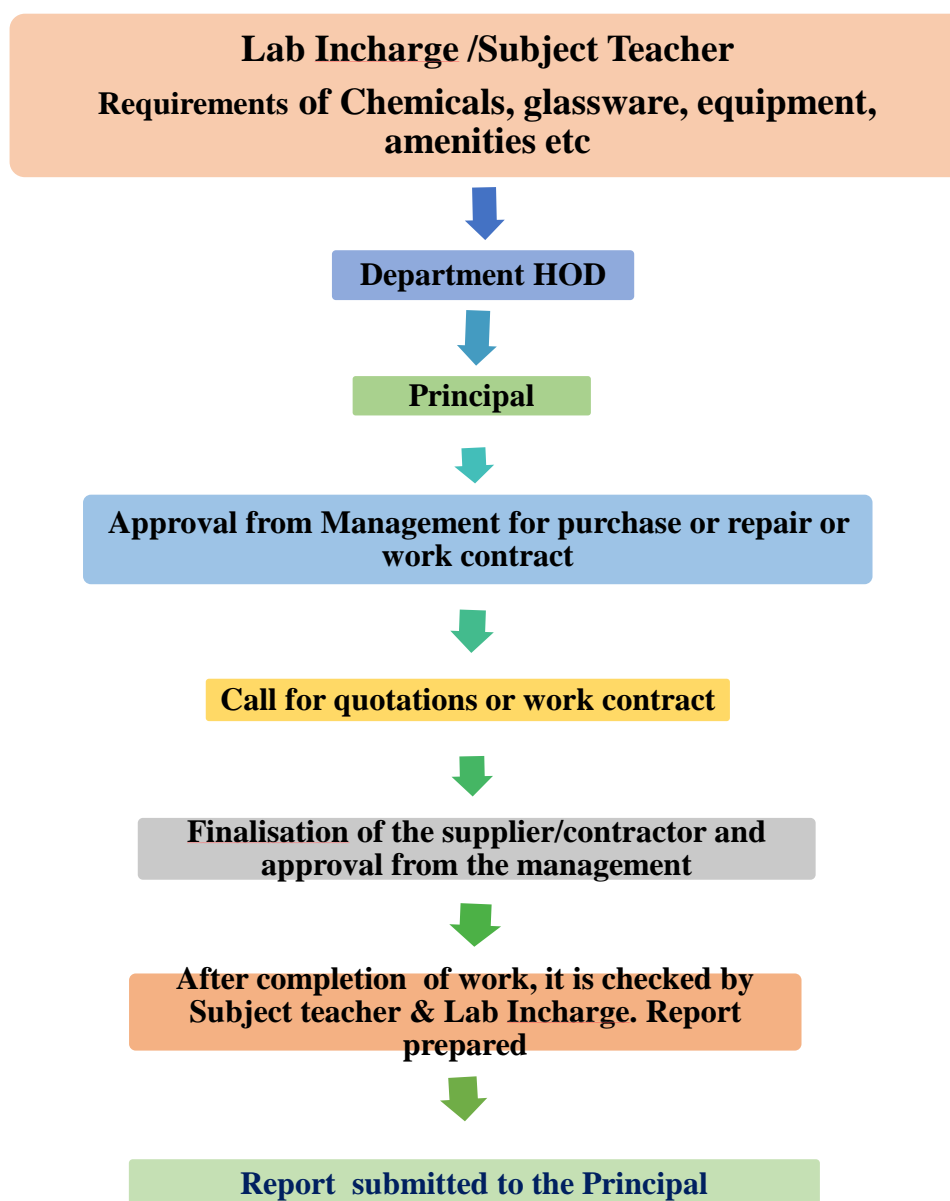 Lab Incharge /Subject Teacher
Requirements of Chemicals, glassware, equipment,
amenities etc
Department HOD
Principal
Approval from Management for purchase or repair or
work contract
Call for quotations or work contract
Finalisation of the supplier/contractor and
approval from the management
After completion  of work, it is checked by
Subject teacher & Lab Incharge. Report
prepared
Report  submitted to the Principal